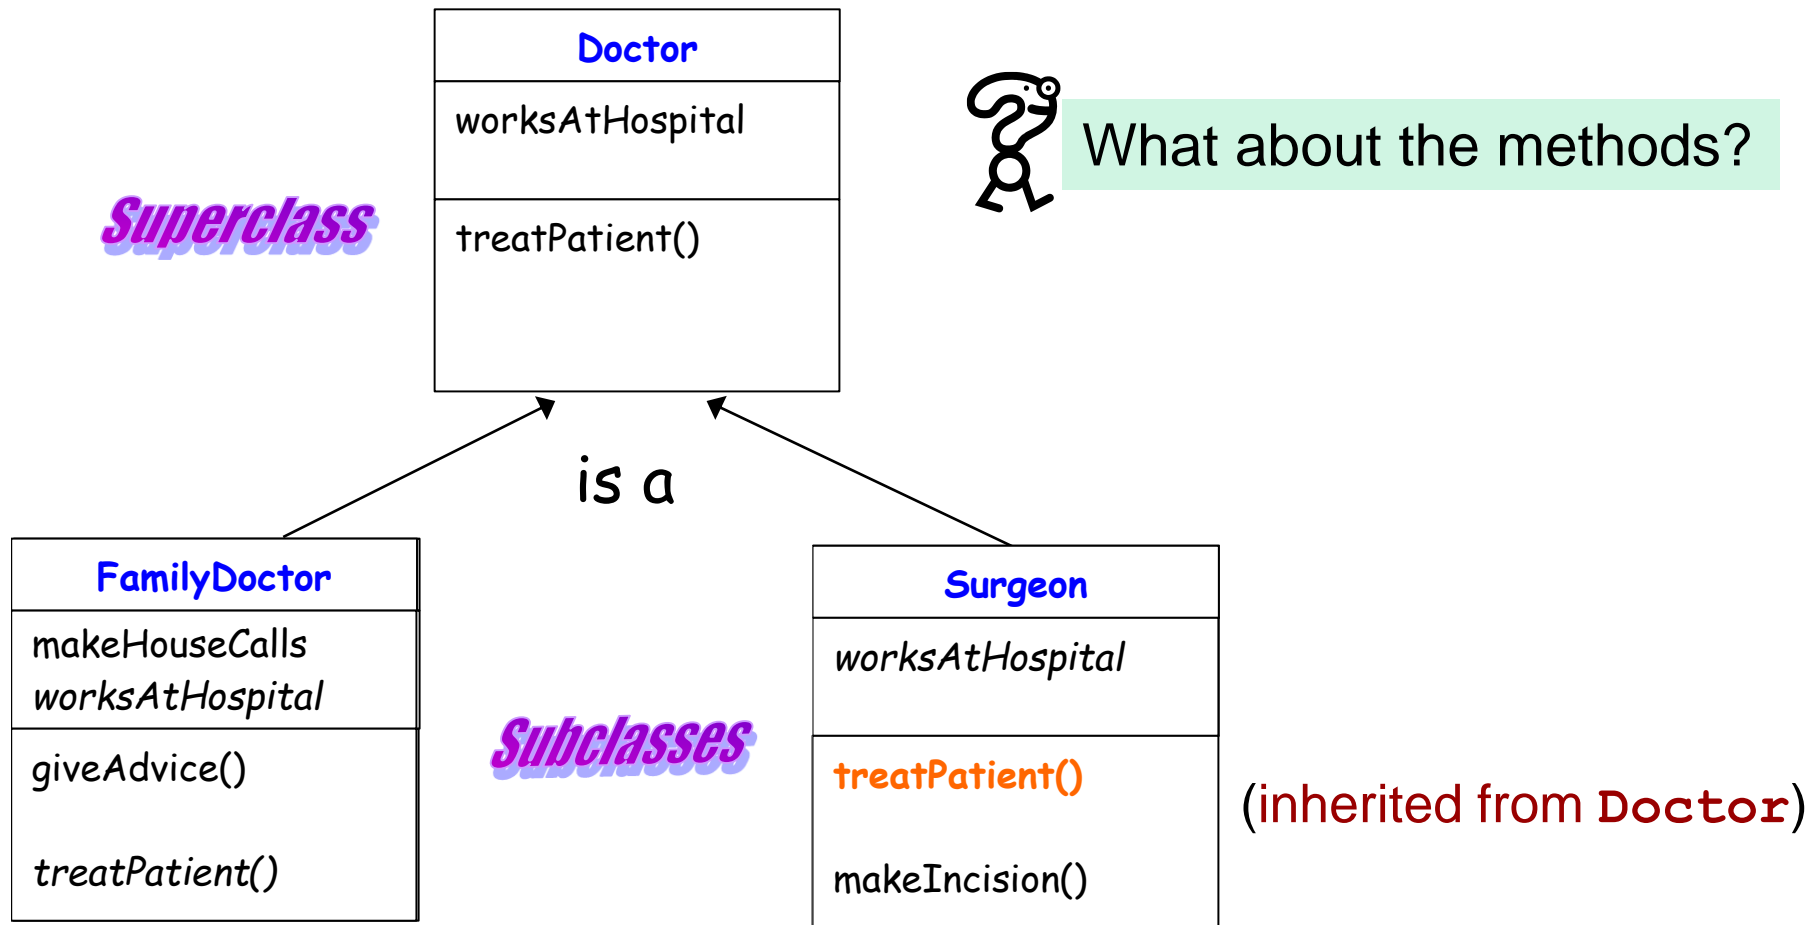 Doctor
worksAtHospital
treatPatient()
What about the methods?
Superclass
is a
FamilyDoctor
makeHouseCalls
worksAtHospital
giveAdvice()
treatPatient()
Subclasses
Surgeon
worksAtHospital
treatPatient()
makeIncision()
(inherited from Doctor)